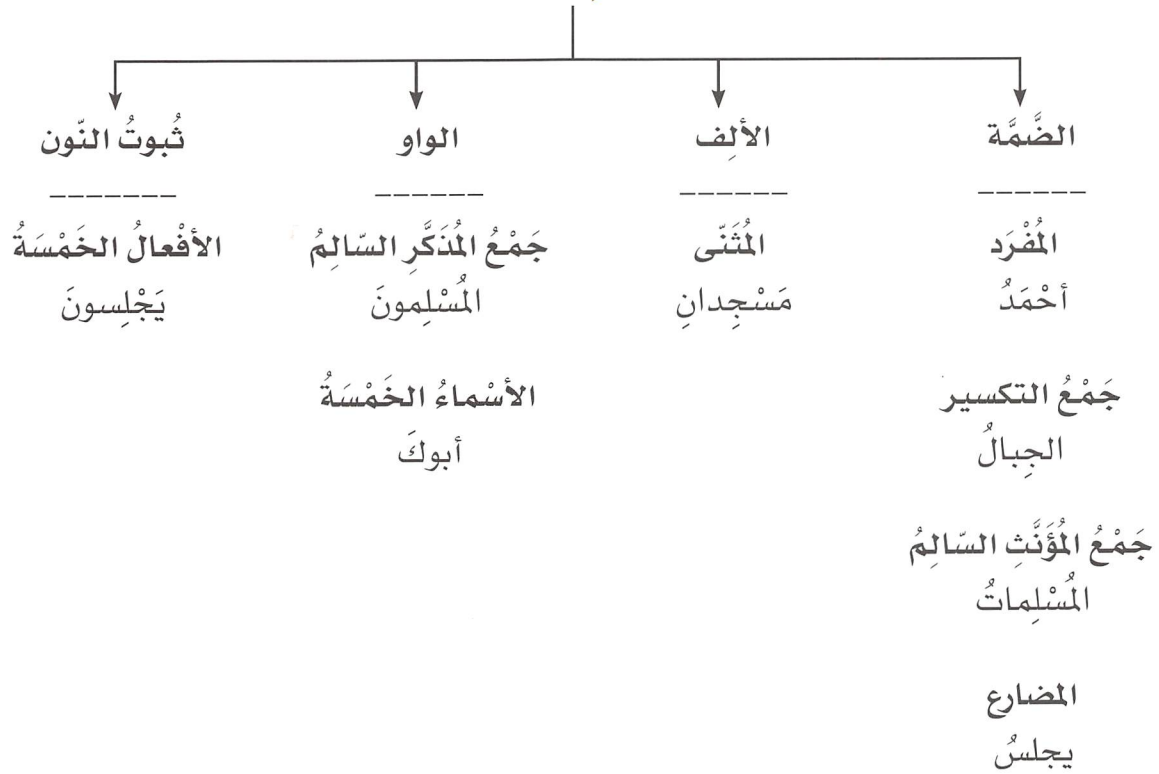 الضَّمَّة
الألِف
الواو
ثُبوتُ النّون
المُفْرَد
المُثَنّى
جَمْعُ المُذَكَّرِ السّالِمُ
الأفْعالُ الخَمْسَةُ
أحْمَدُ
مَسْجِدانِ
المُسْلِمونَ
يَجْلِسونَ
جَمْعُ التكسير
الأسْماءُ الخَمْسَةُ
الجِبالُ
أبوكَ
جَمْعُ المُؤَنَّثِ السّالِمُ
المُسْلِماتُ
المضارع
يجلسُ